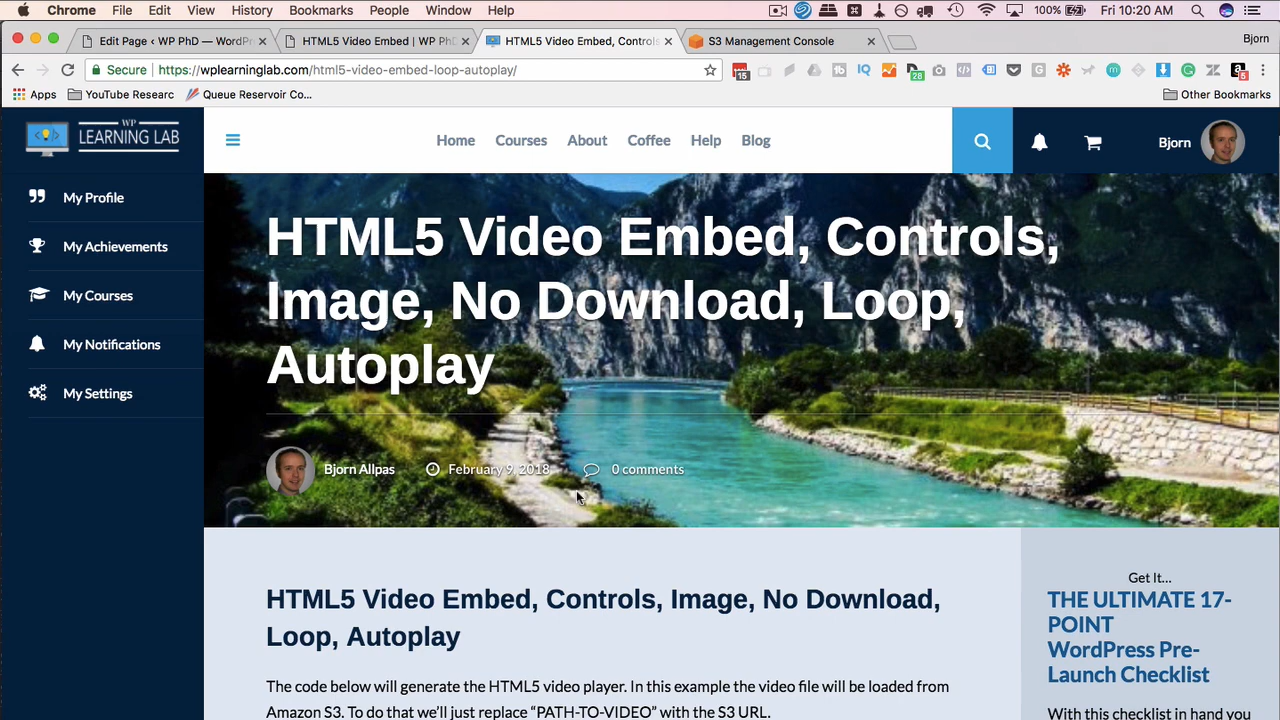 Chrome File Edit View History Bookmarks People Window Help 100% Fri 10:20 AM
Edit Page ‹ WP PhD — WordPr
HTML5 Video Embed | WP PhD
HTML5 Video Embed, Controls
S3 Management Console
Bjorn
Secure | https://wplearninglab.com/html5-video-embed-loop-autoplay/
15
28
5
Apps YouTube Researc Queue Reservoir Co... Other Bookmarks
WP
LEARNING LAB
Home Courses About Coffee Help Blog
Bjorn
My Profile
My Achievements
My Courses
My Notifications
My Settings
HTML5 Video Embed, Controls,
Image, No Download, Loop,
Autoplay
Bjorn Allpas February 9, 2018 0 comments
HTML5 Video Embed, Controls, Image, No Download,
Loop, Autoplay
The code below will generate the HTML5 video player. In this example the video file will be loaded from
Amazon S3. To do that we’ll just replace “PATH-TO-VIDEO” with the S3 URL.
Get It...
THE ULTIMATE 17-
POINT
WordPress Pre-
Launch Checklist
With this checklist in hand you